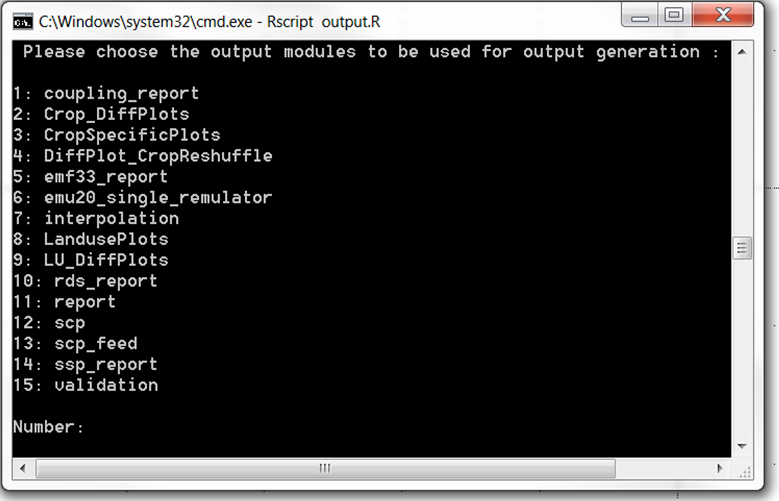 C:\Windows\system32\cmd.exe - Rscript  output.R
Please choose the output modules to be used for output generation :
1: coupling_report
2: Crop_DiffPlots
3: CropSpecificPlots
4: DiffPlot_CropReshuffle
5: emf33_report
6: emu20_single_remulator
7: interpolation
8: LandusePlots
9: LU_DiffPlots
10: rds_report
11: report
12: scp
13: scp_feed
14: ssp_report
15: validation
Number: